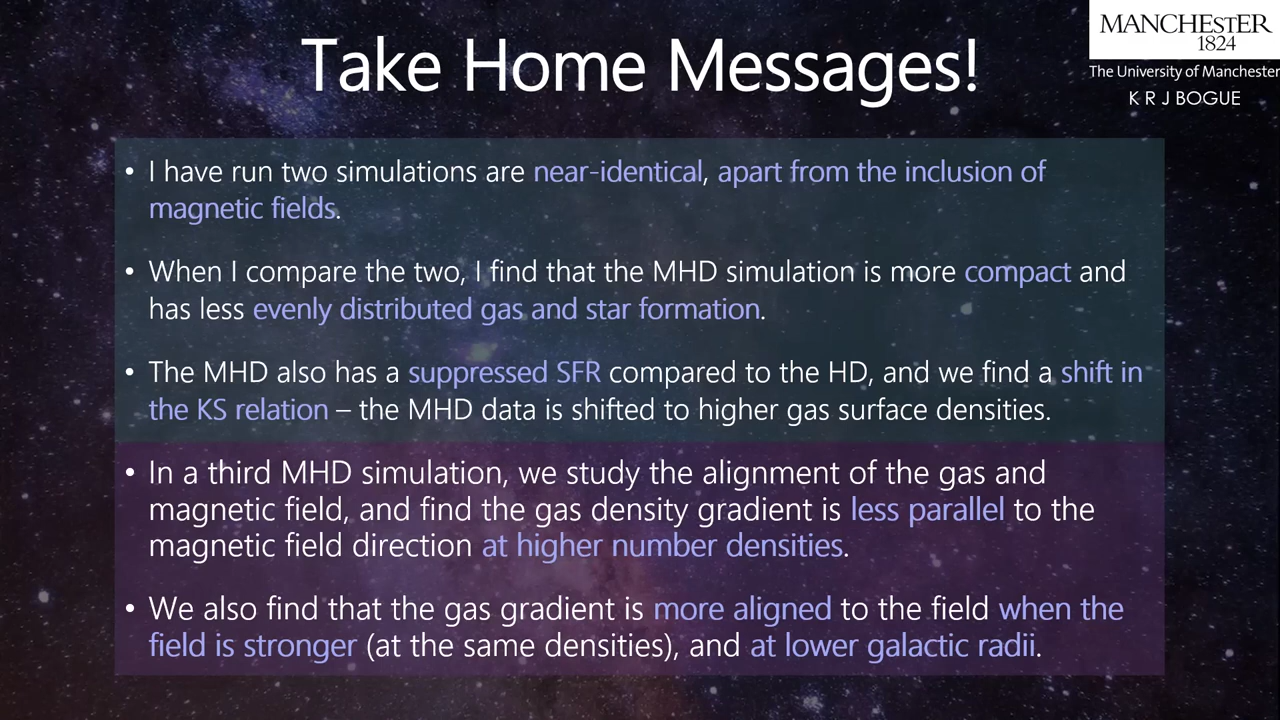 MANCHESTER
1824
The University of Manchester
K R J BOGUE
Take Home Messages!
• I have run two simulations are near-identical, apart from the inclusion of
magnetic fields.
• When I compare the two, I find that the MHD simulation is more compact and
has less evenly distributed gas and star formation.
• The MHD also has a suppressed SFR compared to the HD, and we find a shift in
the KS relation – the MHD data is shifted to higher gas surface densities.
• In a third MHD simulation, we study the alignment of the gas and
magnetic field, and find the gas density gradient is less parallel to the
magnetic field direction at higher number densities.
• We also find that the gas gradient is more aligned to the field when the
field is stronger (at the same densities), and at lower galactic radii.